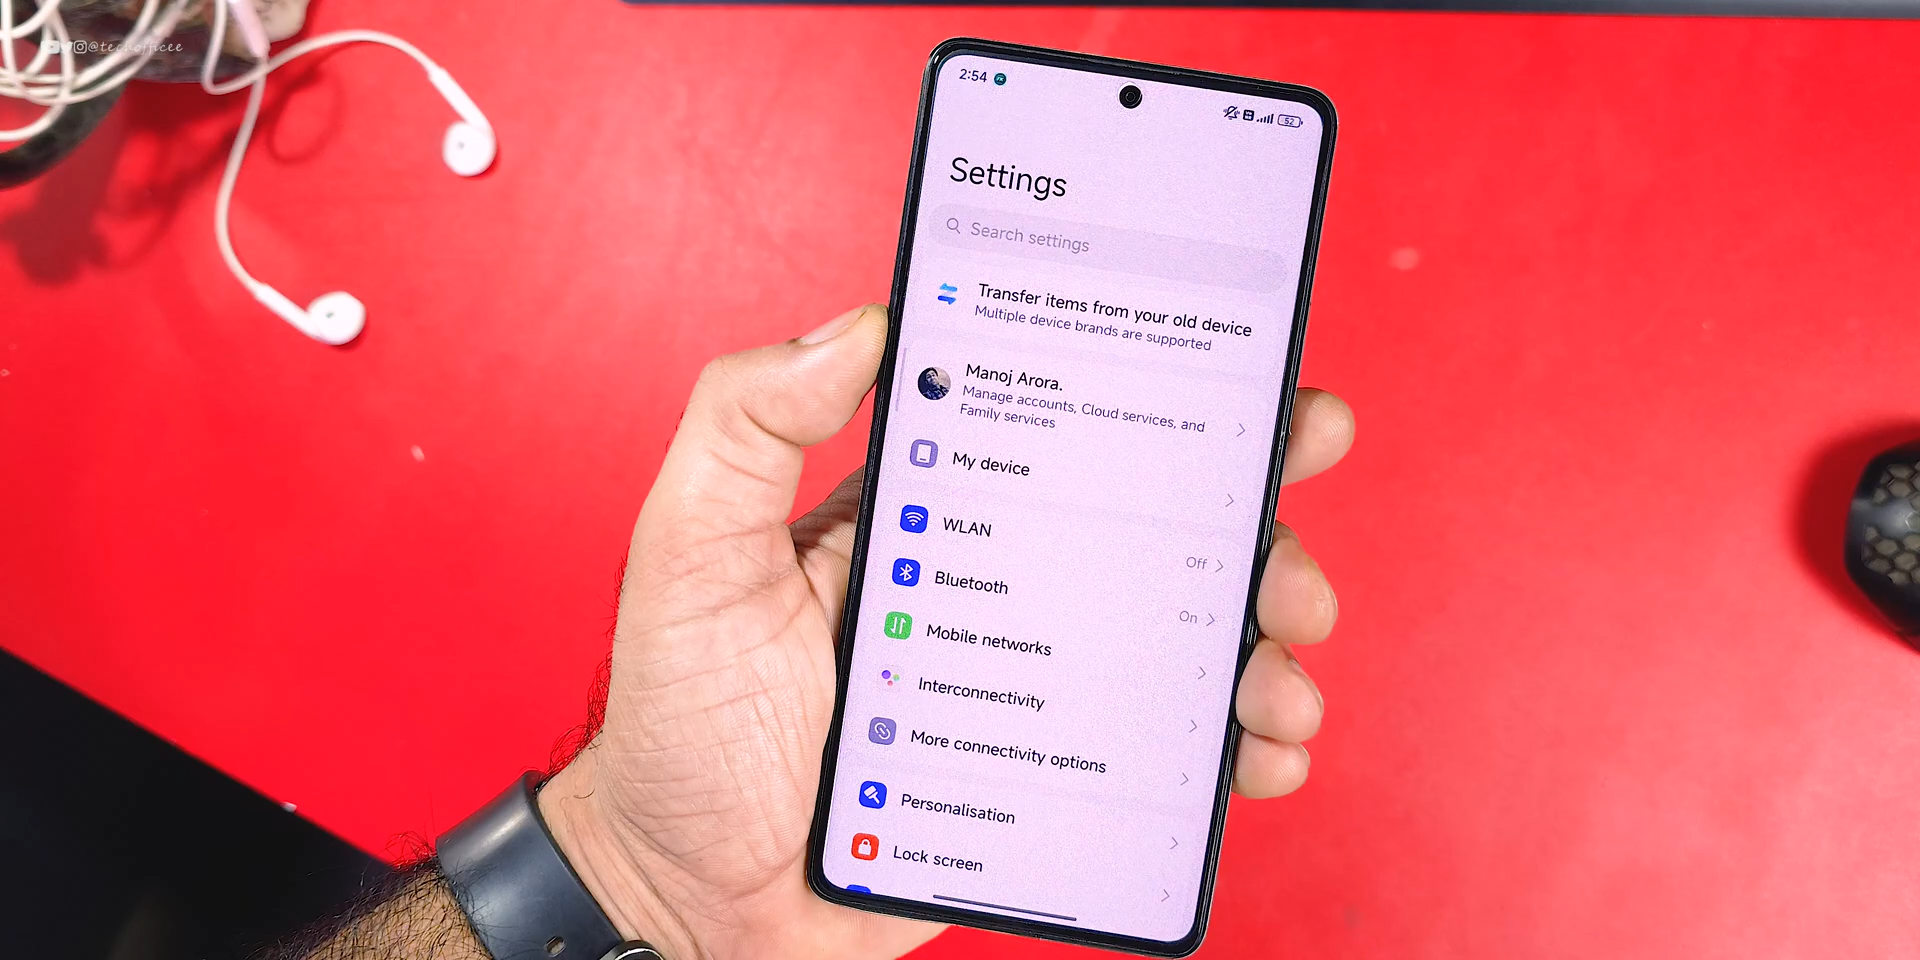 @techofficee
2:54
52
Settings
Search settings
Transfer items from your old device
Multiple device brands are supported
Manoj Arora.
Manage accounts, Cloud services, and
Family services
My device
WLAN
Off
Bluetooth
On
Mobile networks
Interconnectivity
More connectivity options
Personalisation
Lock screen